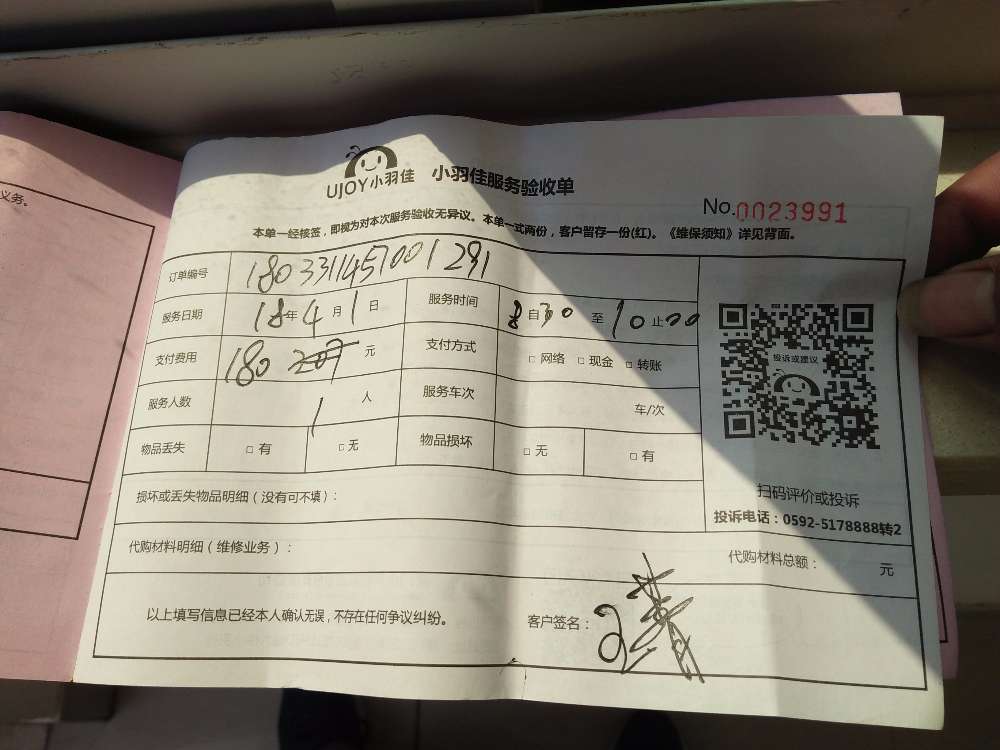 义务。
UJOY小羽佳 小羽佳服务验收单
No.0023991
本单一经核签，即视为对本次服务验收无异议。本单一式两份，客户留存一份(红)。《维保须知》详见背面。
订单编号 1803311457001291
服务日期 18年4月1日 服务时间 8自30至10止00
支付费用 180 元 支付方式 □网络 □现金 □转账
投诉或建议
服务人数 1人 服务车次 车/次
物品丢失 □有 □无 物品损坏 □无 □有
扫码评价或投诉
损坏或丢失物品明细（没有可不填）：
投诉电话：0592-5178888转2
代购材料明细（维修业务）： 代购材料总额： 元
以上填写信息已经本人确认无误，不存在任何争议纠纷。 客户签名：